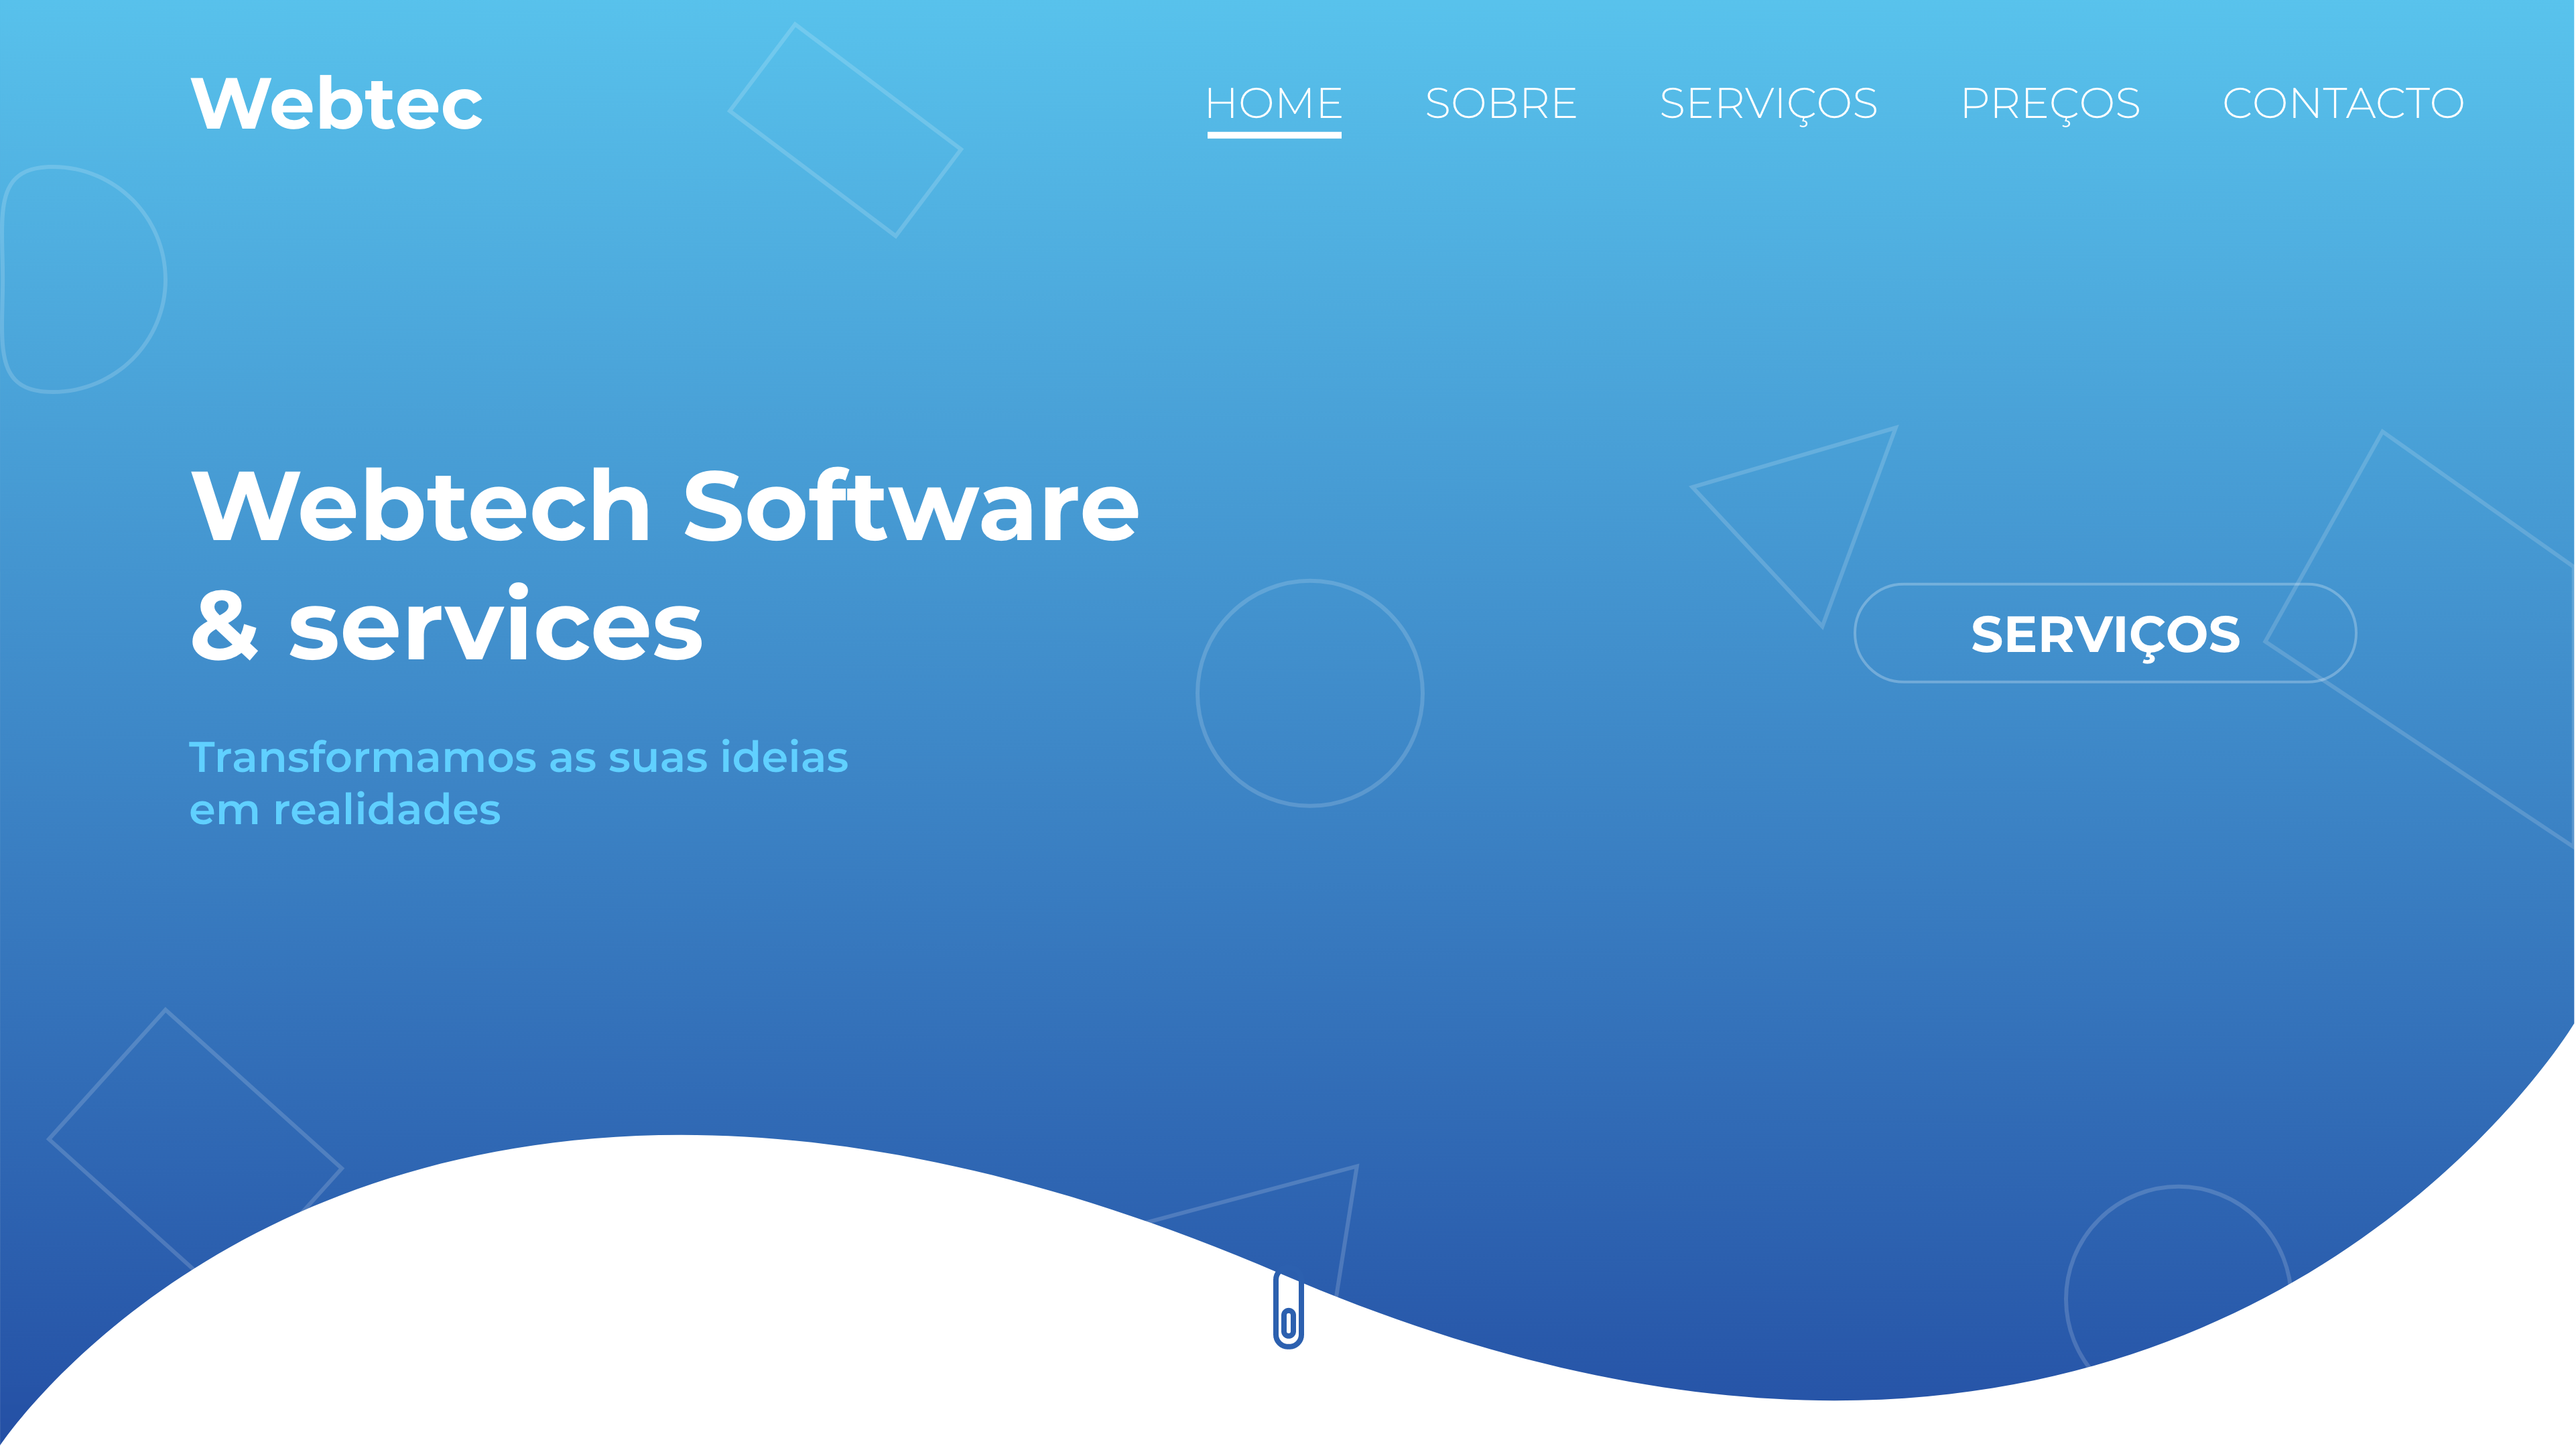 Webtec
HOME SOBRE SERVIÇOS PREÇOS CONTACTO
Webtech Software
& services
SERVIÇOS
Transformamos as suas ideias
em realidades